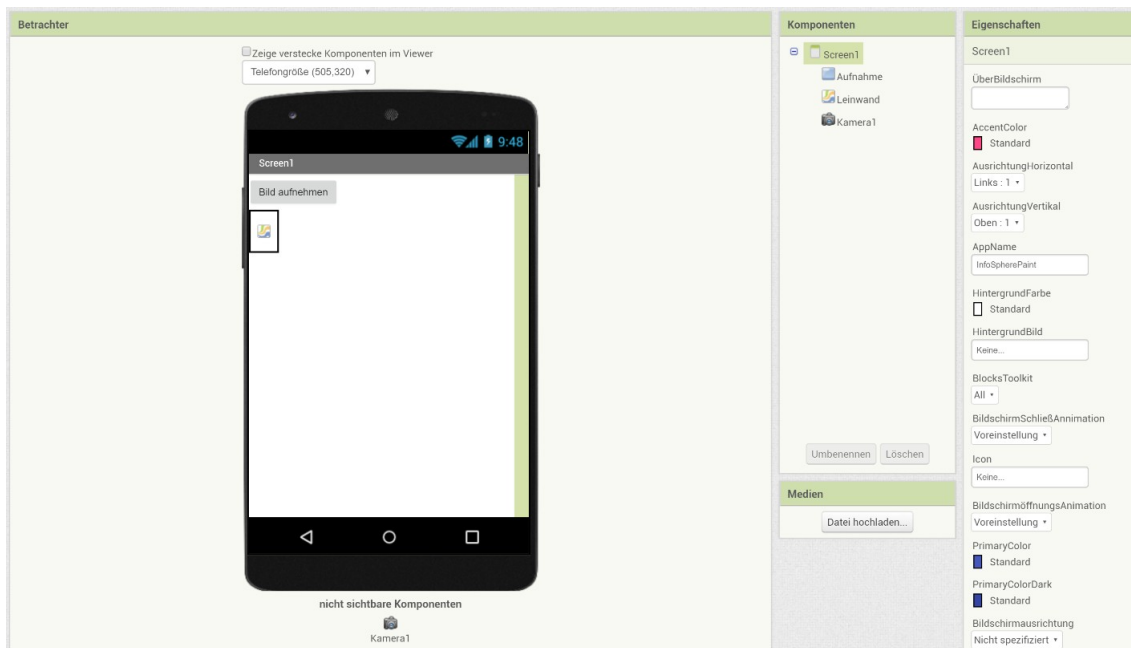 Betrachter
Zeige verstecke Komponenten im Viewer
Telefongröße (505,320)
9:48
Screen1
Bild aufnehmen
nicht sichtbare Komponenten
Kamera1
Komponenten
Screen1
Aufnahme
Leinwand
Kamera1
Umbenennen Löschen
Medien
Datei hochladen...
Eigenschaften
Screen1
ÜberBildschirm
AccentColor
Standard
AusrichtungHorizontal
Links : 1
AusrichtungVertikal
Oben : 1
AppName
InfoSpherePaint
HintergrundFarbe
Standard
HintergrundBild
Keine...
BlocksToolkit
All
BildschirmSchließAnnimation
Voreinstellung
Icon
Keine...
BildschirmöffnungsAnimation
Voreinstellung
PrimaryColor
Standard
PrimaryColorDark
Standard
Bildschirmausrichtung
Nicht spezifiziert